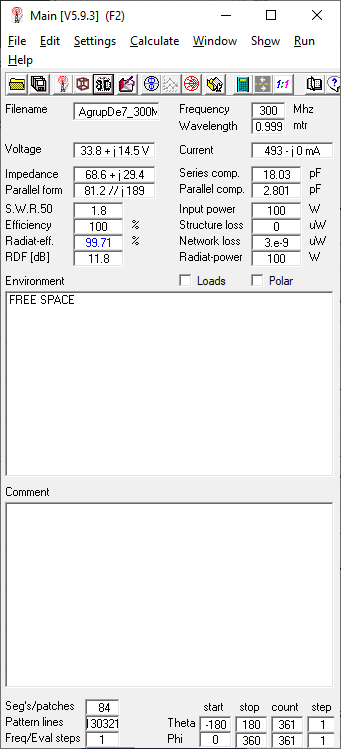 Main [V5.9.3] (F2)
File Edit Settings Calculate Window Show Run
Help
3D 1:1
Filename AgrupDe7_300 Frequency 300 Mhz
Wavelength 0.999 mtr
Voltage 33.8 + j 14.5 V Current 493 - j 0 mA
Impedance 68.6 + j 29.4 Series comp. 18.03 pF
Parallel form 81.2 // j 189 Parallel comp. 2.801 pF
S.W.R.50 1.8 Input power 100 W
Efficiency 100 % Structure loss 0 uW
Radiat-eff. 99.71 % Network loss 3.e-9 uW
RDF [dB] 11.8 Radiat-power 100 W
Environment Loads Polar
FREE SPACE
Comment
Seg's/patches 84 start stop count step
Pattern lines 130321 Theta -180 180 361 1
Freq/Eval steps 1 Phi 0 360 361 1